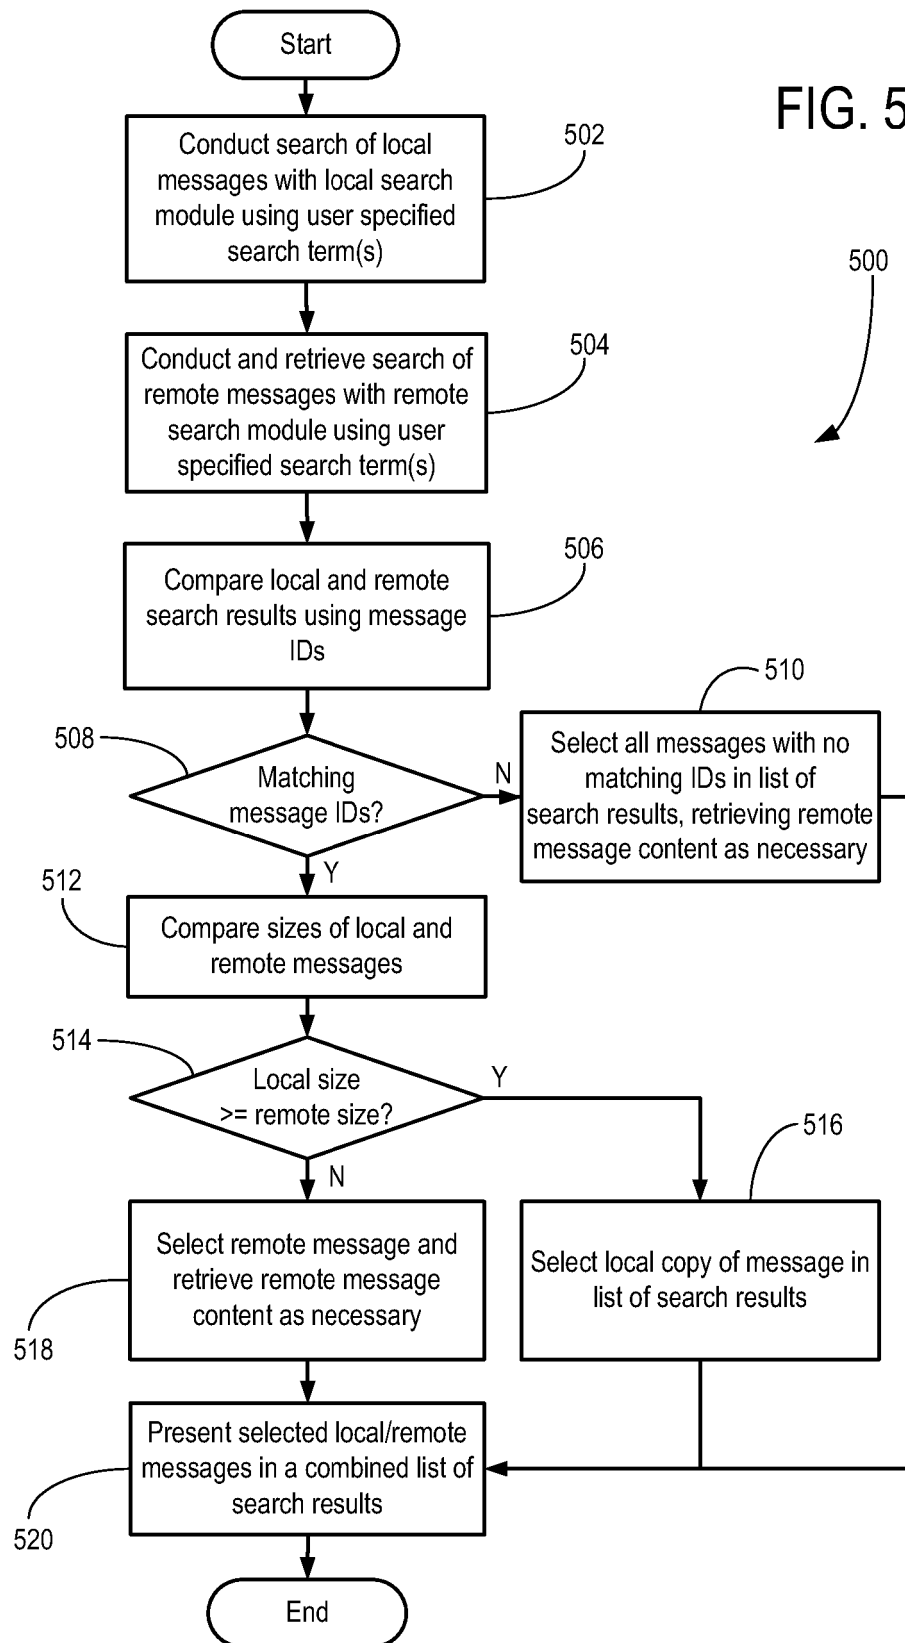 Start
FIG. 5
Conduct search of local
messages with local search
module using user specified
search term(s)
502
500
Conduct and retrieve search of
remote messages with remote
search module using user
specified search term(s)
504
Compare local and remote
search results using message
IDs
506
508
Matching
message IDs?
N
Y
510
Select all messages with no
matching IDs in list of
search results, retrieving remote
message content as necessary
512
Compare sizes of local and
remote messages
514
Local size
>= remote size?
Y
N
516
Select local copy of message in
list of search results
Select remote message and
retrieve remote message
content as necessary
518
Present selected local/remote
messages in a combined list of
search results
520
End